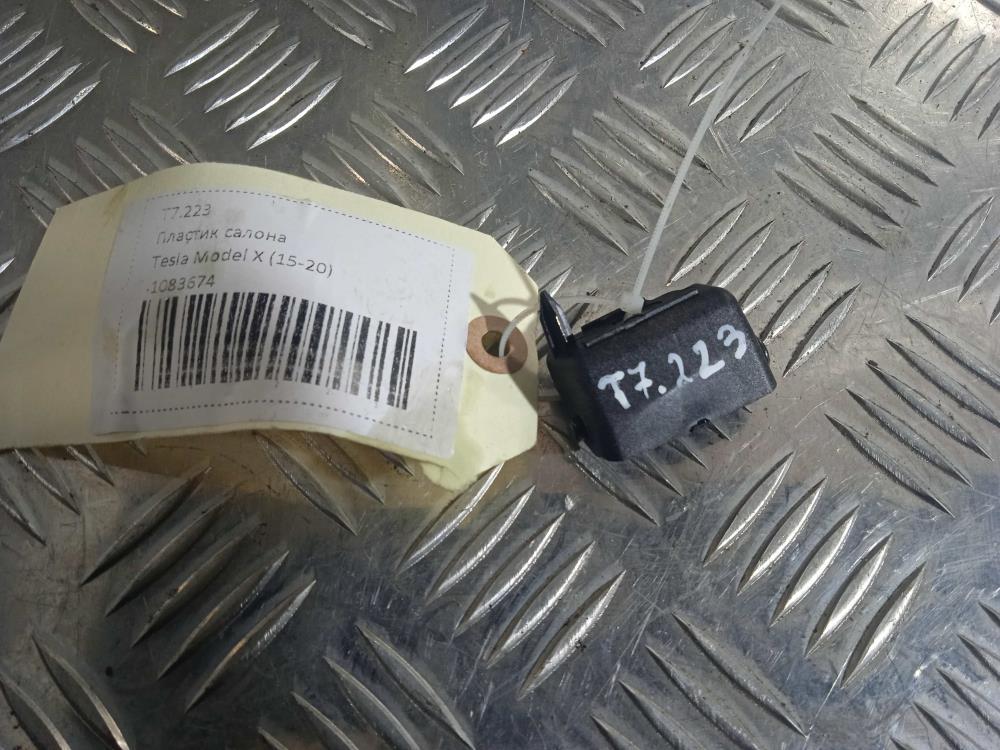 T7.223
Пластик салона
Tesla Model X (15-20)
1083674
T7.223